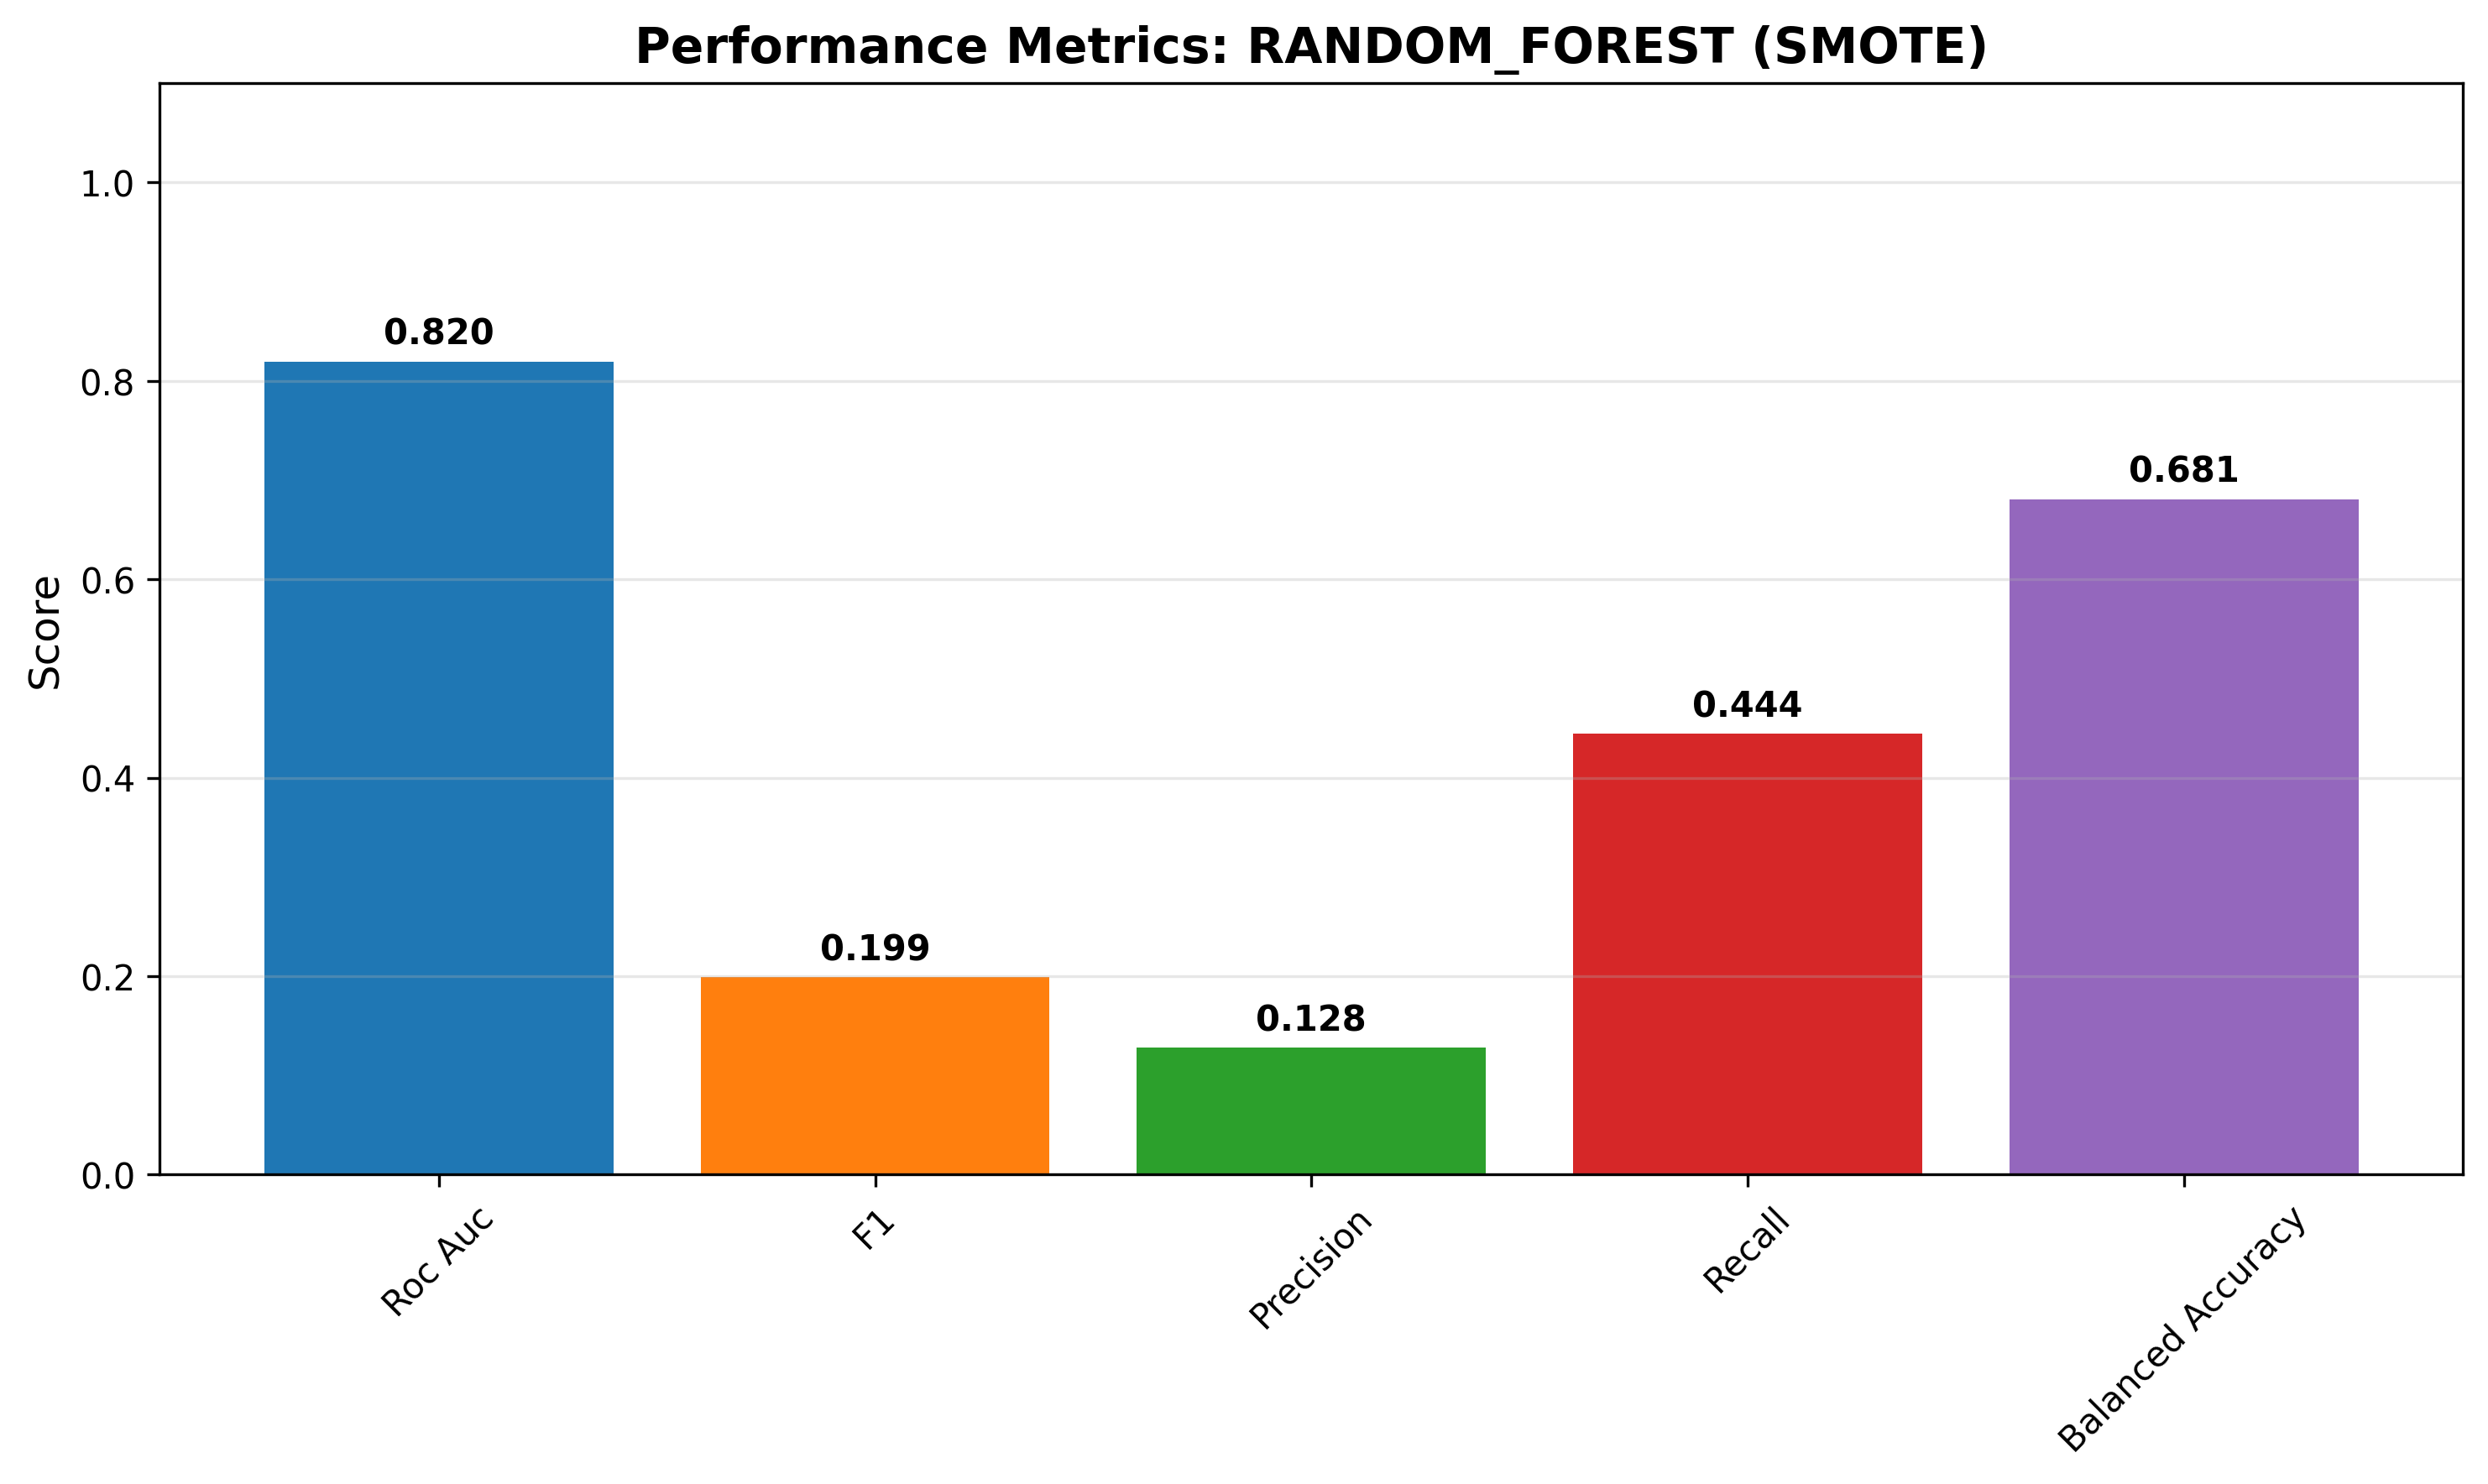 Performance Metrics: RANDOM_FOREST (SMOTE)
Score
1.0
0.8
0.6
0.4
0.2
0.0
0.820
0.199
0.128
0.444
0.681
Roc Auc
F1
Precision
Recall
Balanced Accuracy